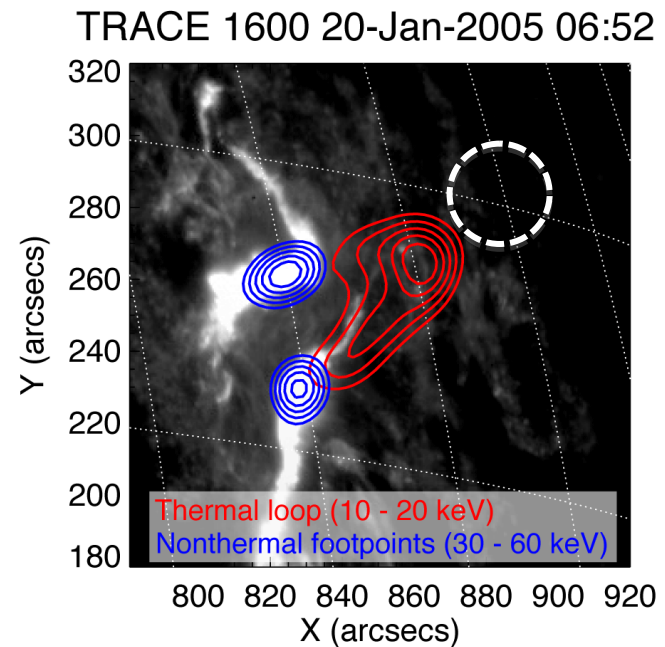 TRACE 1600 20-Jan-2005 06:52
320
300
280
260
240
220
200
180
Y (arcsecs)
Thermal loop (10 - 20 keV)
Nonthermal footpoints (30 - 60 keV)
800 820 840 860 880 900 920
X (arcsecs)